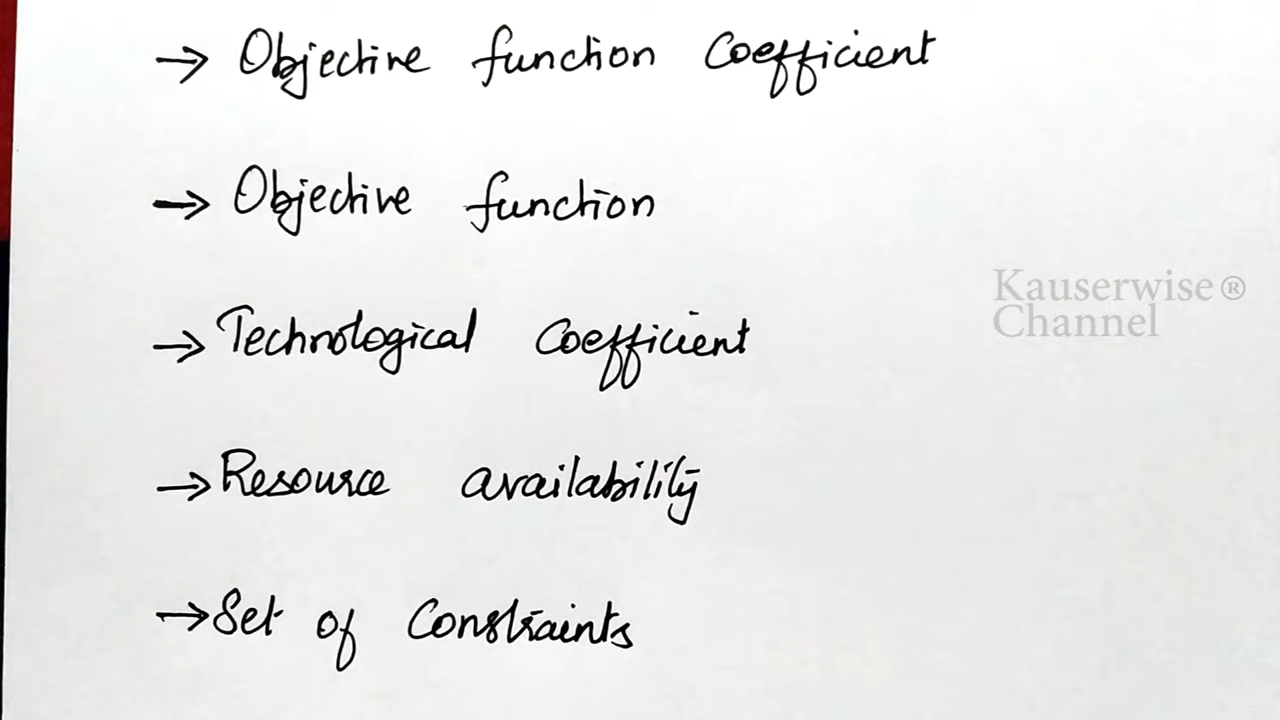 → Objective function Coefficient
→ Objective function
Kauserwise®
Channel
→ Technological Coefficient
→ Resource availability
→ Set of Constraints